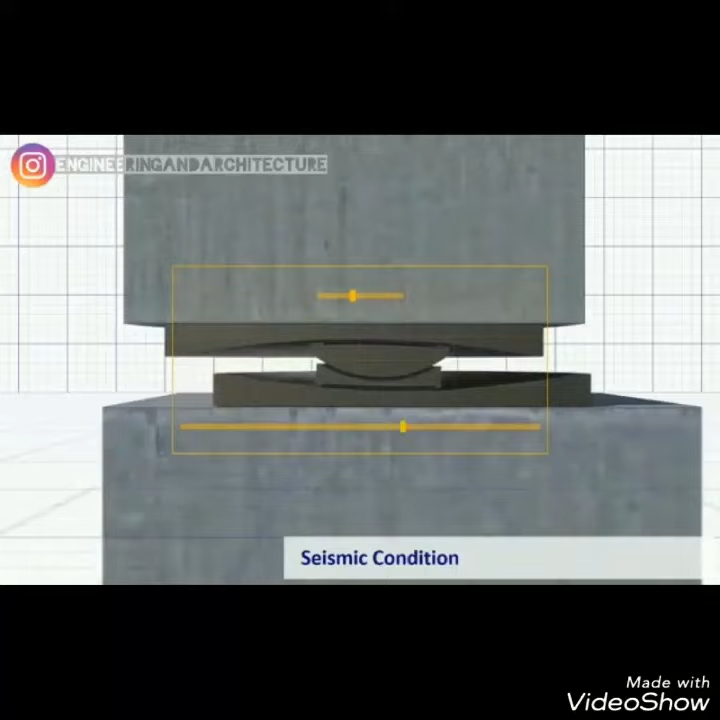 ENGINEERINGANDARCHITECTURE
Seismic Condition
Made with
VideoShow